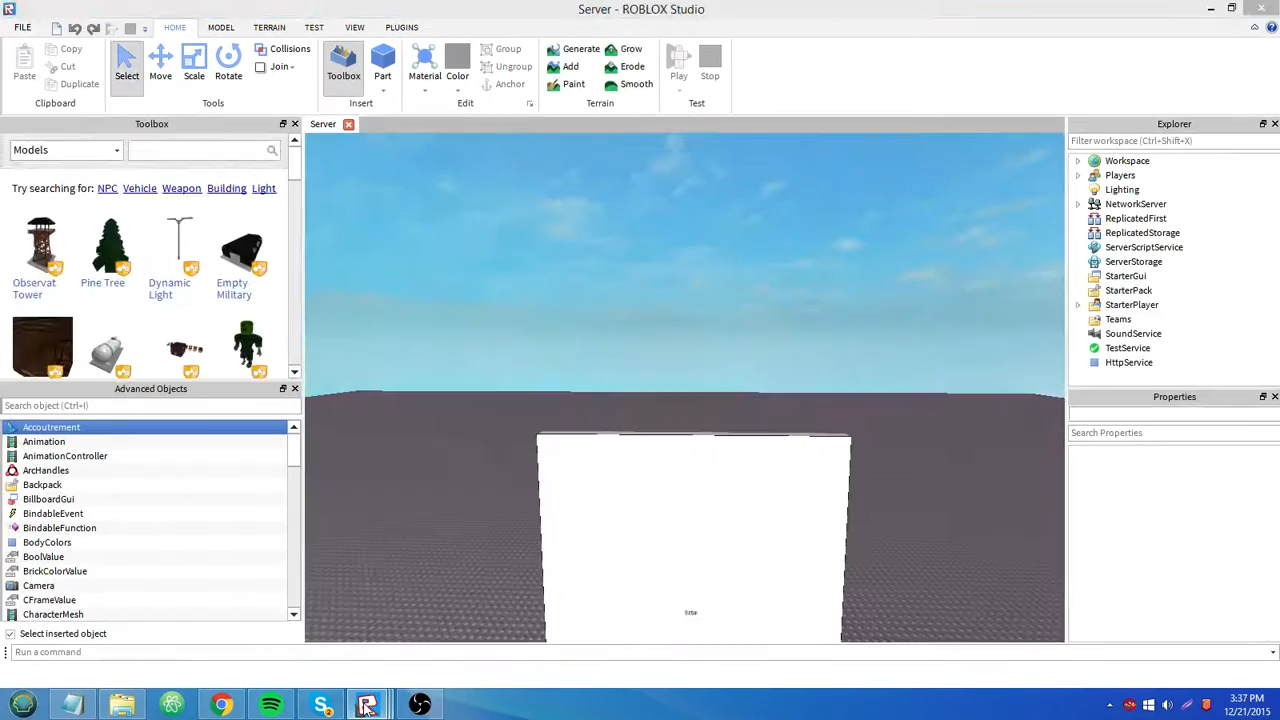 Server - ROBLOX Studio
FILE
HOME MODEL TERRAIN TEST VIEW PLUGINS
Paste
Copy
Cut
Duplicate
Clipboard
Select
Move
Scale
Rotate
Collisions
Join
Tools
Toolbox
Part
Insert
Material
Color
Group
Ungroup
Anchor
Edit
Generate
Add
Paint
Grow
Erode
Smooth
Terrain
Play
Stop
Test
Toolbox
Models
Try searching for: NPC Vehicle Weapon Building Light
Observat
Tower
Pine Tree
Dynamic
Light
Empty
Military
Advanced Objects
Search object (Ctrl+I)
Accoutrement
Animation
AnimationController
ArcHandles
Backpack
BillboardGui
BindableEvent
BindableFunction
BodyColors
BoolValue
BrickColorValue
Camera
CFrameValue
CharacterMesh
Select inserted object
Run a command
Server
Explorer
Filter workspace (Ctrl+Shift+X)
Workspace
Players
Lighting
NetworkServer
ReplicatedFirst
ReplicatedStorage
ServerScriptService
ServerStorage
StarterGui
StarterPack
StarterPlayer
Teams
SoundService
TestService
HttpService
Properties
Search Properties
3:37 PM
12/21/2015